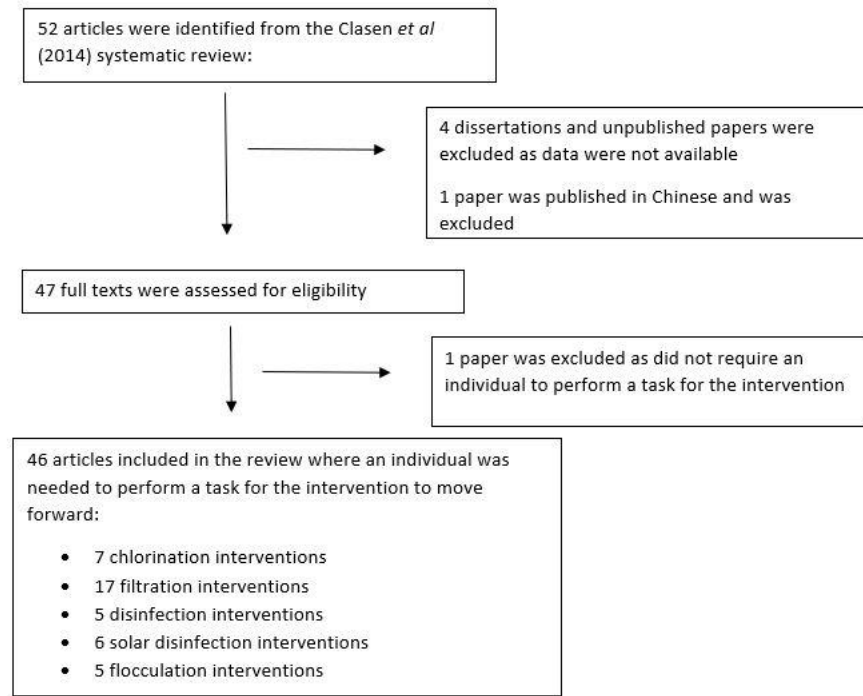 52 articles were identified from the Clasen et al
(2014) systematic review:
4 dissertations and unpublished papers were
excluded as data were not available
1 paper was published in Chinese and was
excluded
47 full texts were assessed for eligibility
1 paper was excluded as did not require an
individual to perform a task for the intervention
46 articles included in the review where an individual was
needed to perform a task for the intervention to move
forward:
• 7 chlorination interventions
• 17 filtration interventions
• 5 disinfection interventions
• 6 solar disinfection interventions
• 5 flocculation interventions